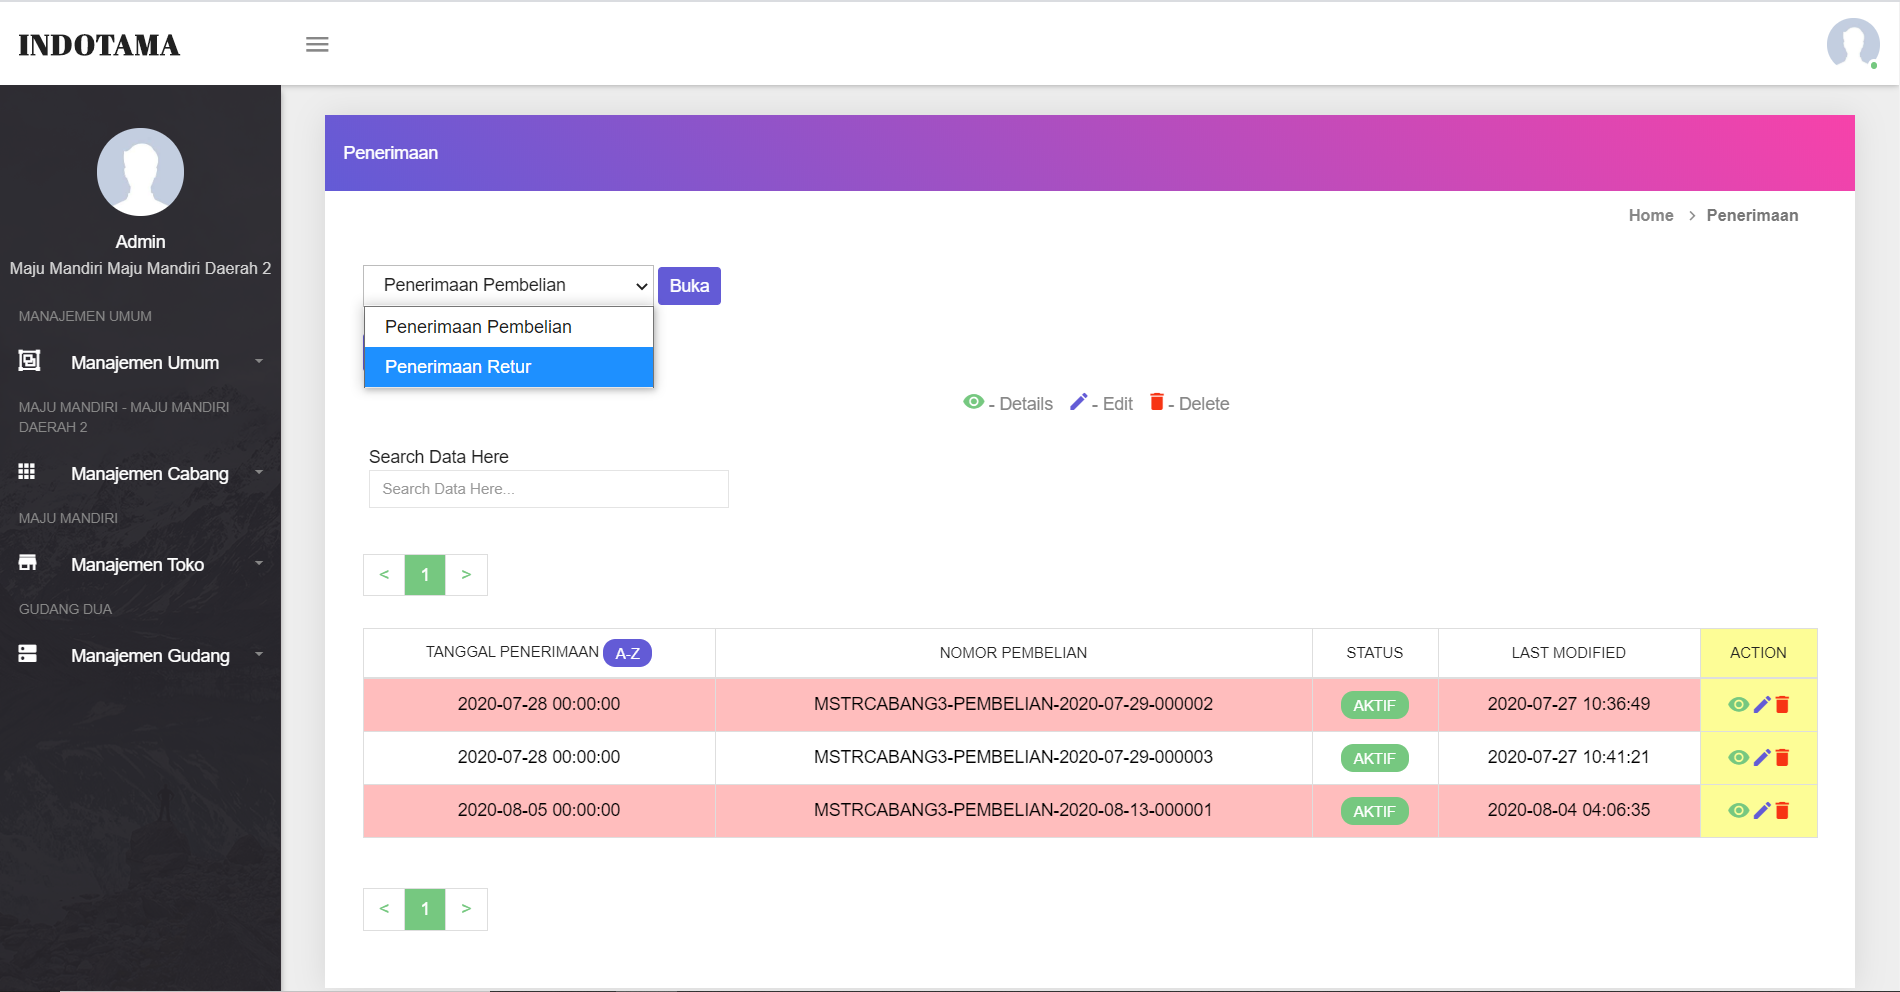 INDOTAMA
Admin
Maju Mandiri Maju Mandiri Daerah 2
MANAJEMEN UMUM
Manajemen Umum
MAJU MANDIRI - MAJU MANDIRI
DAERAH 2
Manajemen Cabang
MAJU MANDIRI
Manajemen Toko
GUDANG DUA
Manajemen Gudang
Penerimaan
Home > Penerimaan
Penerimaan Pembelian Buka
Penerimaan Pembelian
Penerimaan Retur
- Details - Edit - Delete
Search Data Here
Search Data Here...
< 1 >
TANGGAL PENERIMAAN A-Z NOMOR PEMBELIAN STATUS LAST MODIFIED ACTION
2020-07-28 00:00:00 MSTRCABANG3-PEMBELIAN-2020-07-29-000002 AKTIF 2020-07-27 10:36:49
2020-07-28 00:00:00 MSTRCABANG3-PEMBELIAN-2020-07-29-000003 AKTIF 2020-07-27 10:41:21
2020-08-05 00:00:00 MSTRCABANG3-PEMBELIAN-2020-08-13-000001 AKTIF 2020-08-04 04:06:35
< 1 >